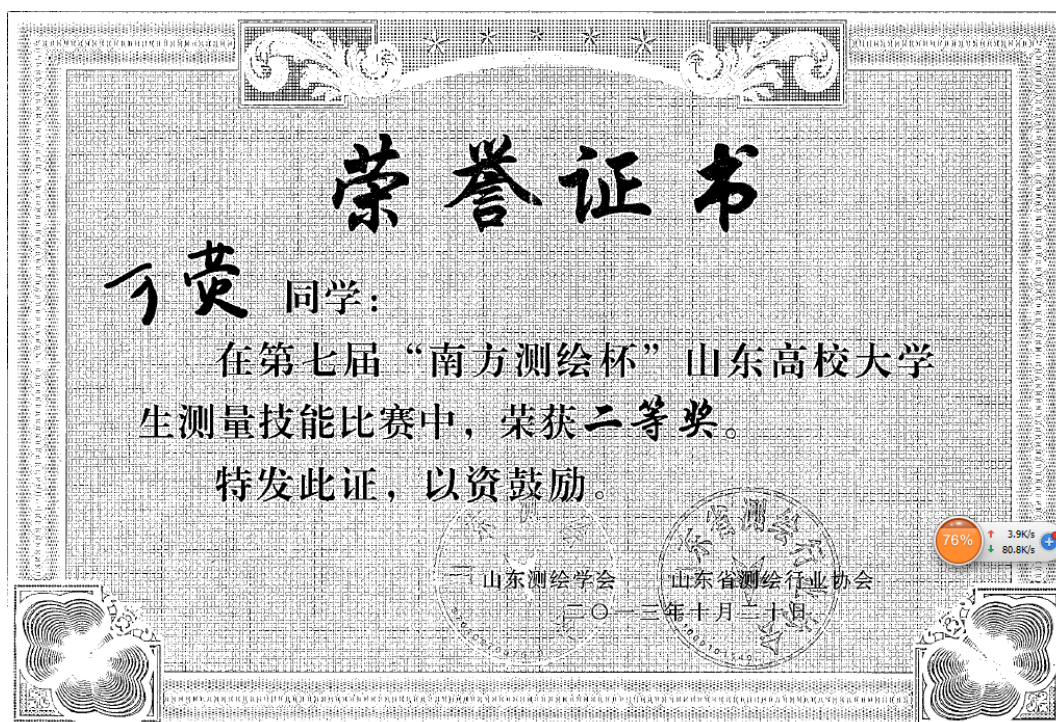 荣誉证书
荧 同学：
在第七届“南方测绘杯”山东高校大学
生测量技能比赛中，荣获二等奖。
特发此证，以资鼓励。
山东测绘学会 山东省测绘行业协会
二〇一三年十月二十日
76%
3.9K/s
80.8K/s